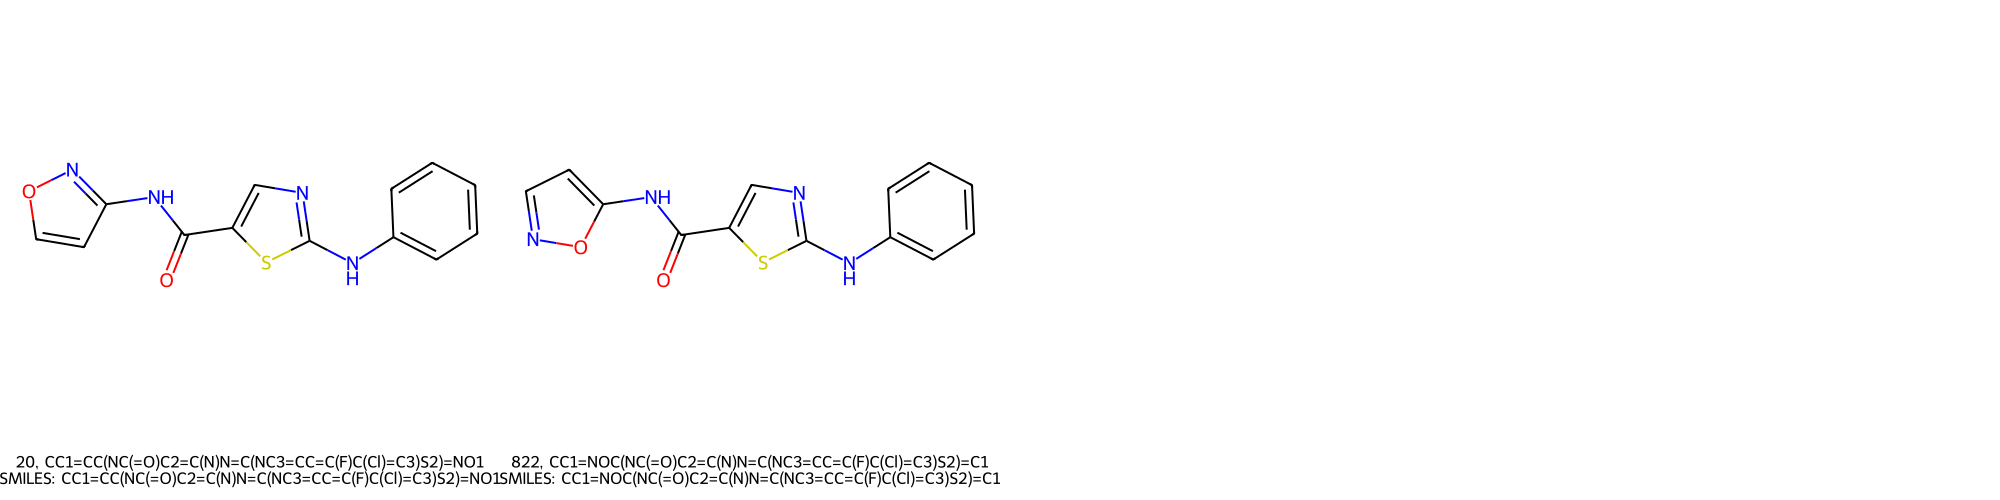 O N NH O N S N H N O NH O N S N H
20, CC1=CC(NC(=O)C2=C(N)N=C(NC3=CC=C(F)C(Cl)=C3)S2)=NO1
SMILES: CC1=CC(NC(=O)C2=C(N)N=C(NC3=CC=C(F)C(Cl)=C3)S2)=NO1
822, CC1=NOC(NC(=O)C2=C(N)N=C(NC3=CC=C(F)C(Cl)=C3)S2)=C1
SMILES: CC1=NOC(NC(=O)C2=C(N)N=C(NC3=CC=C(F)C(Cl)=C3)S2)=C1